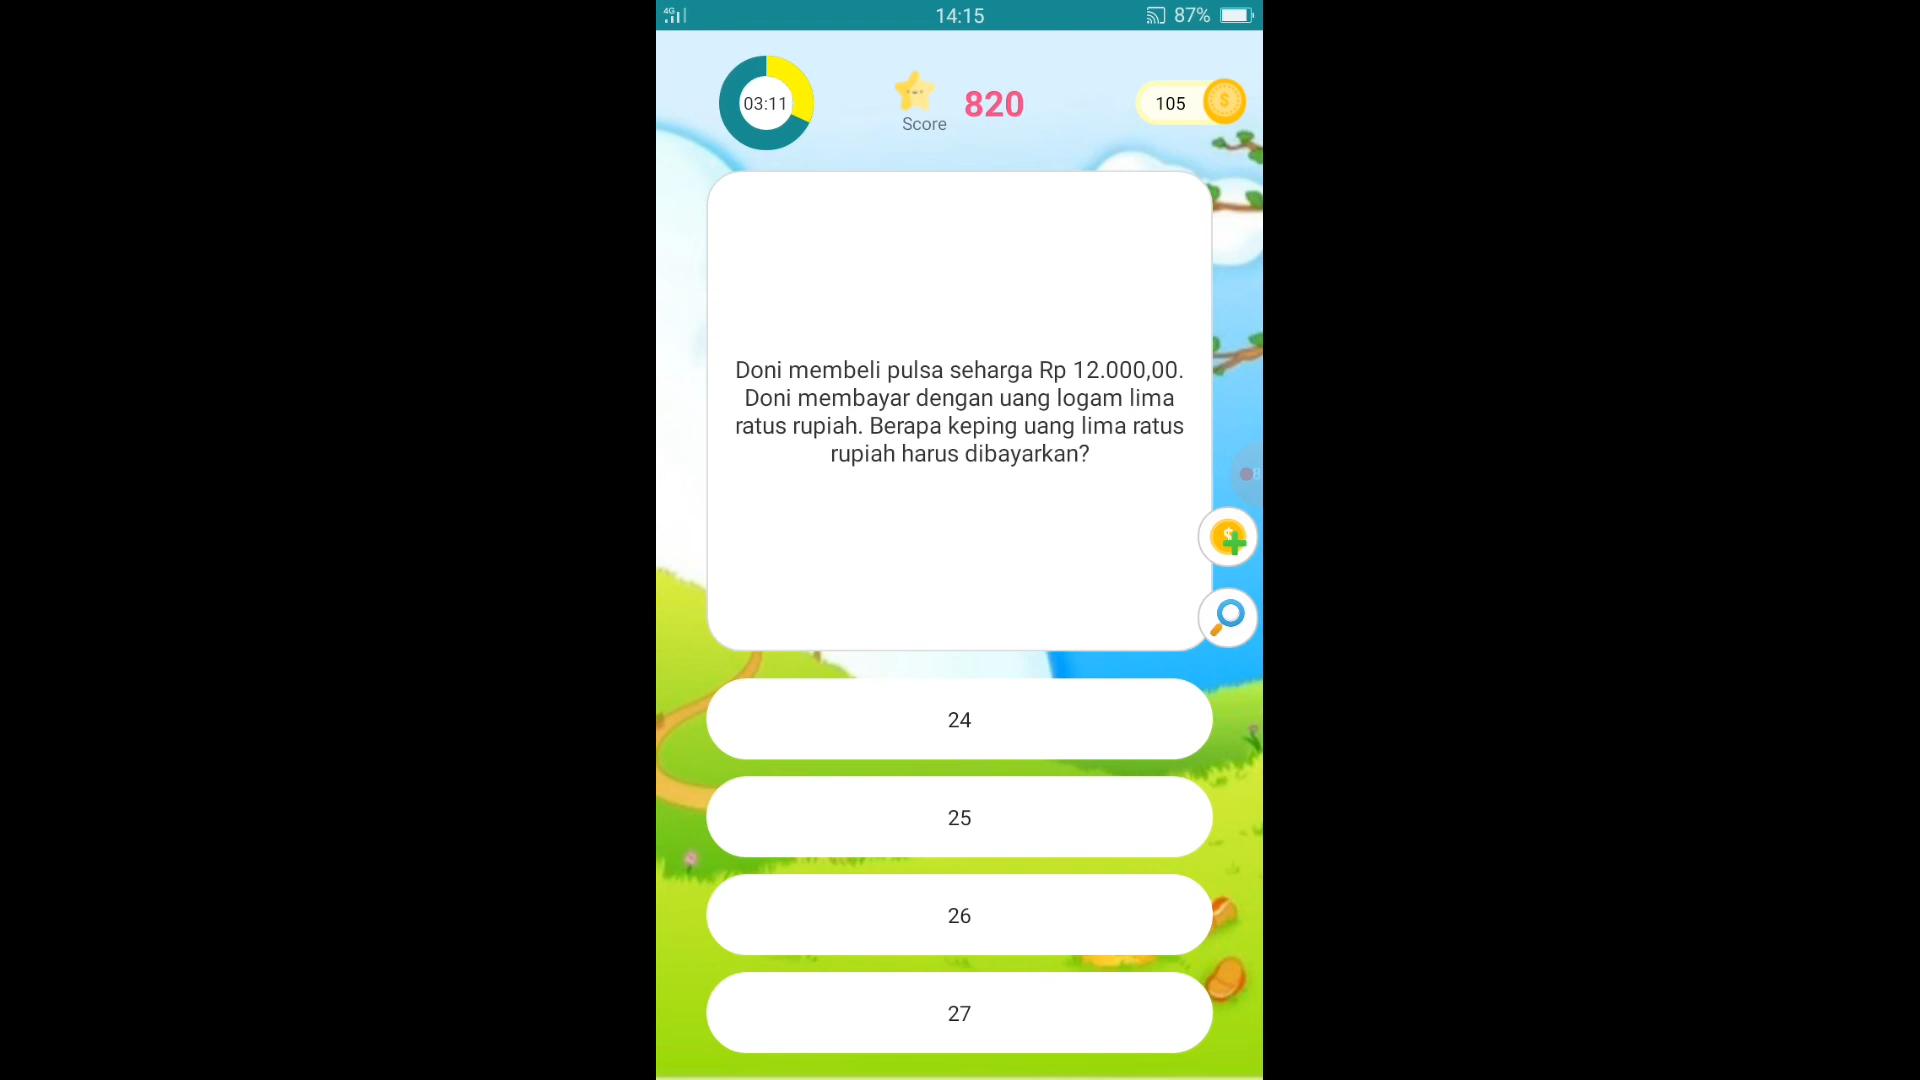 4G
14:15
87%
03:11
Score
820
105
Doni membeli pulsa seharga Rp 12.000,00.
Doni membayar dengan uang logam lima
ratus rupiah. Berapa keping uang lima ratus
rupiah harus dibayarkan?
24
25
26
27